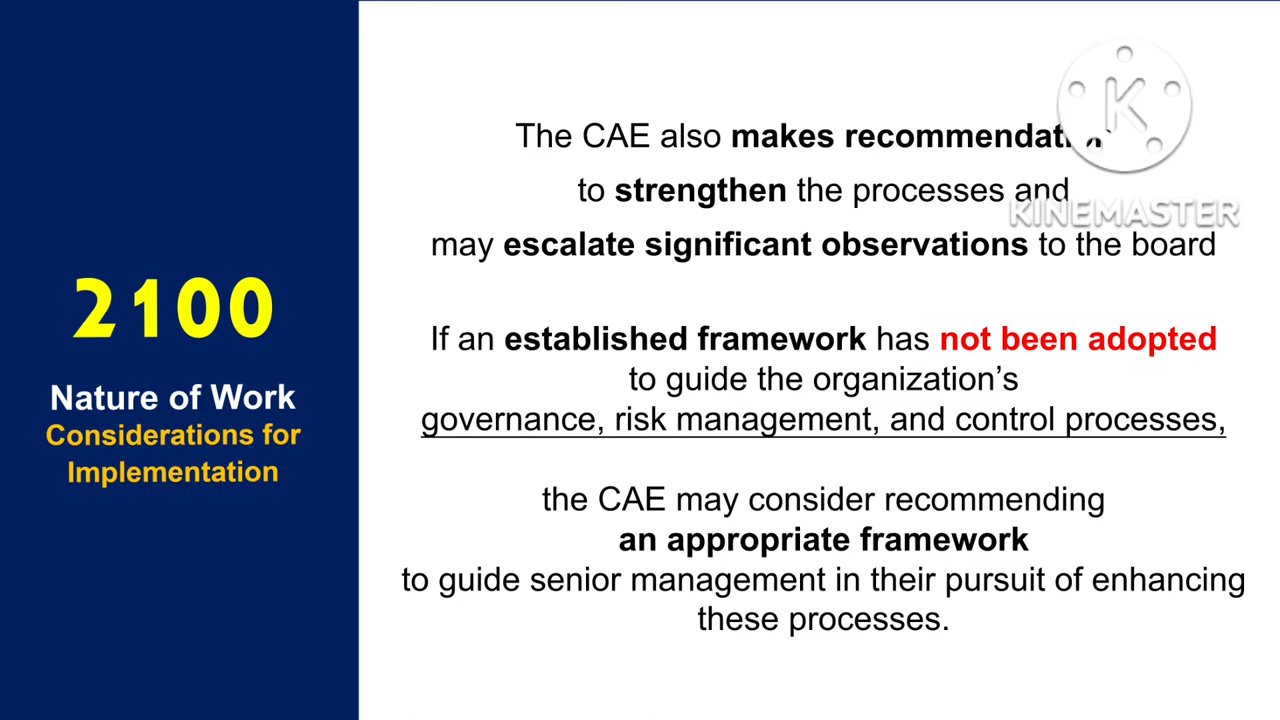 2100
Nature of Work
Considerations for
Implementation
The CAE also makes recommendation
to strengthen the processes and
may escalate significant observations to the board
If an established framework has not been adopted
to guide the organization’s
governance, risk management, and control processes,
the CAE may consider recommending
an appropriate framework
to guide senior management in their pursuit of enhancing
these processes.
K
KINEMASTER